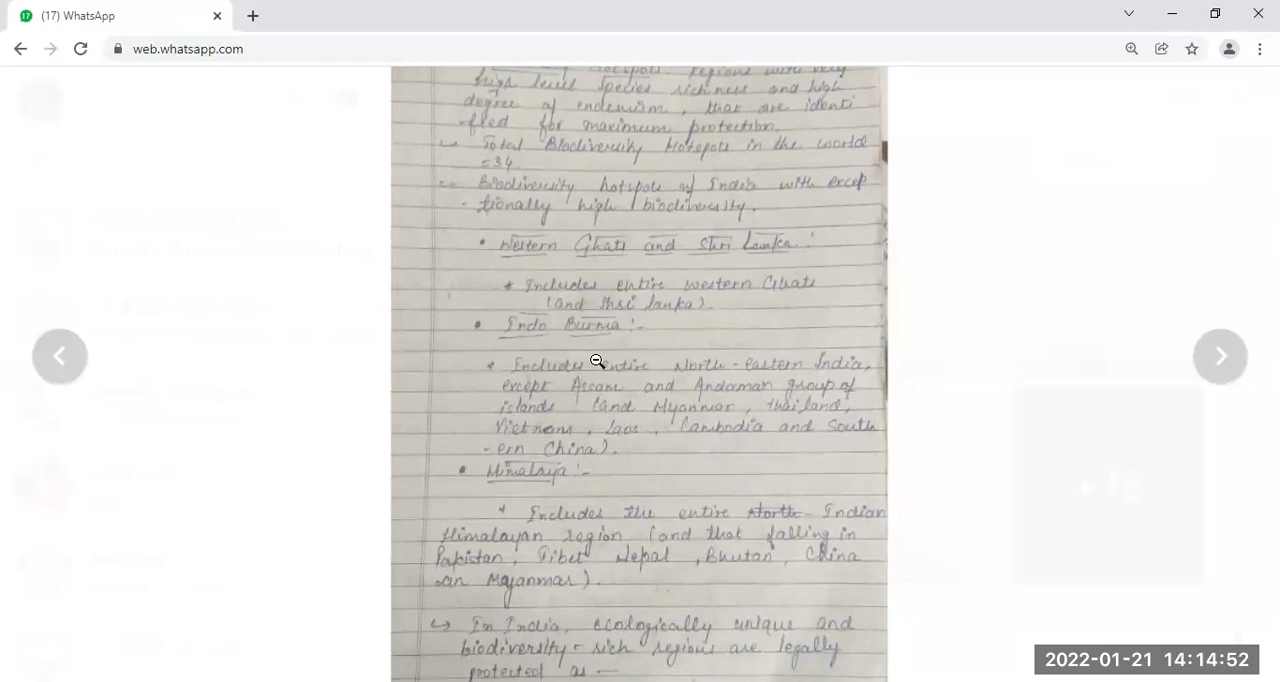 (17) WhatsApp
web.whatsapp.com
hotspots. regions with very
high level species richness and high
degree of endemism, that are identi
-fied for maximum protection.
Total Biodiversity Hotspots in the world
= 34.
Biodiversity hotspots of India with excep
-tionally high biodiversity.
• Western Ghats and Shri Lanka :
* Includes entire western Ghats
(and Shri lanka).
• Indo Burma :-
* Includes entire North-eastern India,
except Assam and Andaman group of
islands (and Myanmar, thailand,
Vietnam, Laos, Cambodia and South
-ern China).
• Himalaya :-
* Includes the entire North Indian
Himalayan region (and that falling in
Pakistan, Tibet Nepal, Bhutan, China
an Myanmar).
↳ In India, ecologically unique and
biodiversity-rich regions are legally
protected as —
2022-01-21 14:14:52